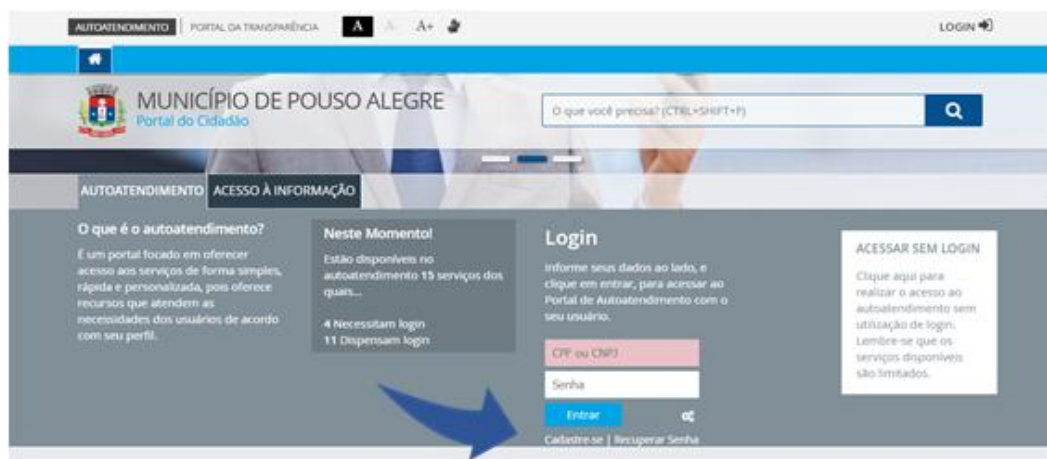 AUTOATENDIMENTO | PORTAL DA TRANSPARÊNCIA A A- A+ LOGIN
MUNICÍPIO DE POUSO ALEGRE
Portal do Cidadão
O que você precisa? (CTRL+SHIFT+F)
AUTOATENDIMENTO ACESSO À INFORMAÇÃO
O que é o autoatendimento?
É um portal focado em oferecer
acesso aos serviços de forma simples,
rápida e personalizada, pois oferece
recursos que atendem as
necessidades dos usuários de acordo
com seu perfil.
Neste Momento!
Estão disponíveis no
autoatendimento 15 serviços dos
quais...
4 Necessitam login
11 Dispensam login
Login
Informe seus dados ao lado, e
clique em entrar, para acessar ao
Portal de Autoatendimento com o
seu usuário.
CPF ou CNPJ
Senha
Entrar
Cadastre-se | Recuperar Senha
ACESSAR SEM LOGIN
Clique aqui para
realizar o acesso ao
autoatendimento sem
utilização de login.
Lembre-se que os
serviços disponíveis
são limitados.